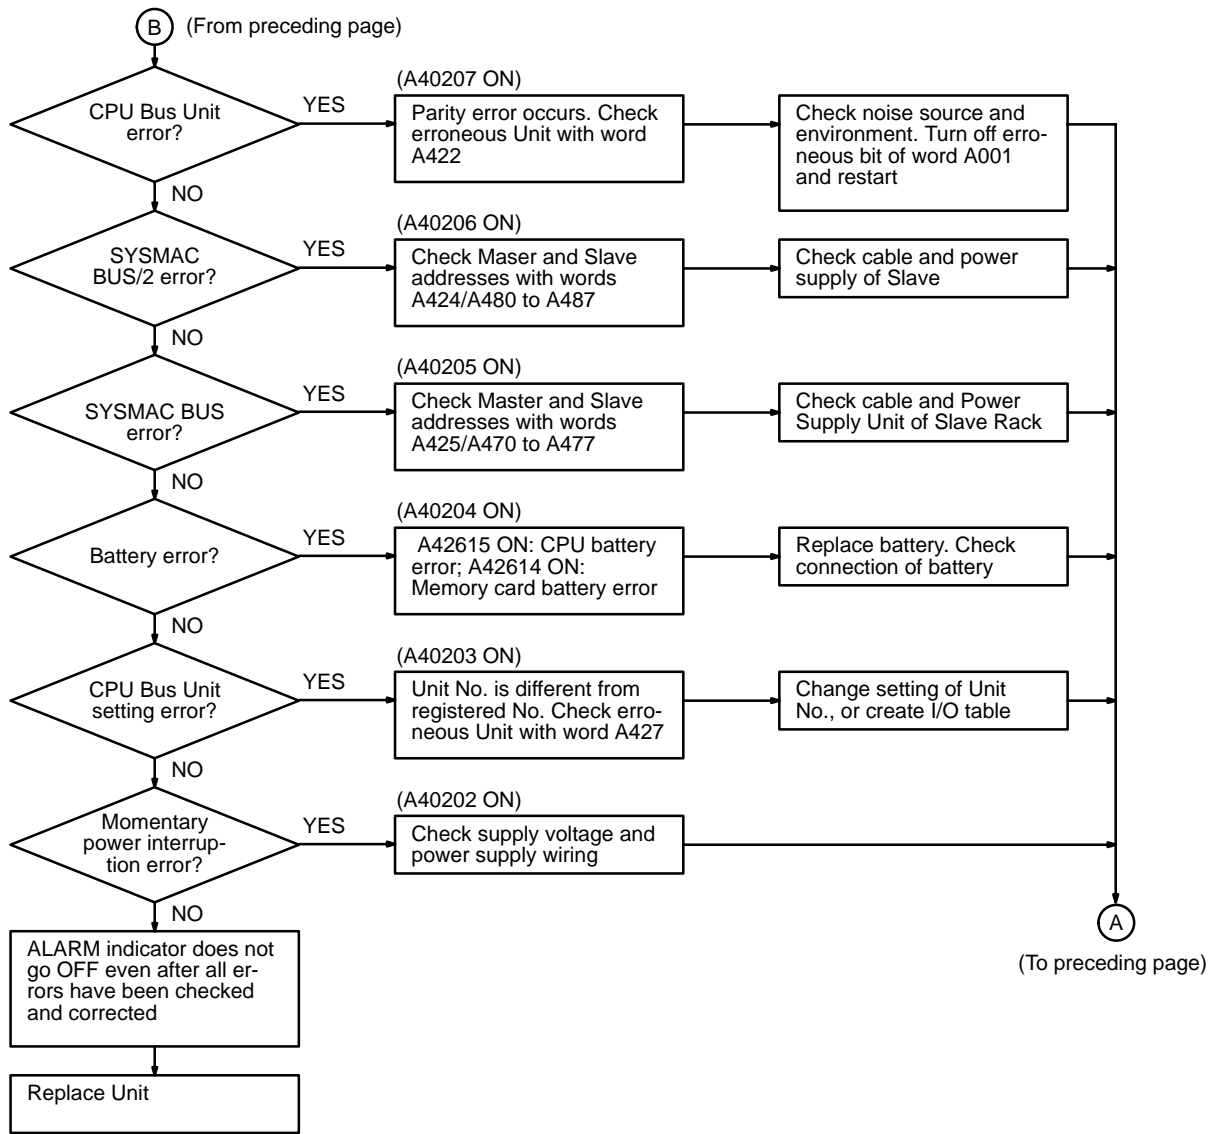 B (From preceding page)
CPU Bus Unit
error?
YES
NO
(A40207 ON)
Parity error occurs. Check
erroneous Unit with word
A422
Check noise source and
environment. Turn off erro-
neous bit of word A001
and restart
SYSMAC
BUS/2 error?
YES
NO
(A40206 ON)
Check Maser and Slave
addresses with words
A424/A480 to A487
Check cable and power
supply of Slave
SYSMAC BUS
error?
YES
NO
(A40205 ON)
Check Master and Slave
addresses with words
A425/A470 to A477
Check cable and Power
Supply Unit of Slave Rack
Battery error?
YES
NO
(A40204 ON)
A42615 ON: CPU battery
error; A42614 ON:
Memory card battery error
Replace battery. Check
connection of battery
CPU Bus Unit
setting error?
YES
NO
(A40203 ON)
Unit No. is different from
registered No. Check erro-
neous Unit with word A427
Change setting of Unit
No., or create I/O table
Momentary
power interrup-
tion error?
YES
NO
(A40202 ON)
Check supply voltage and
power supply wiring
A
(To preceding page)
ALARM indicator does not
go OFF even after all er-
rors have been checked
and corrected
Replace Unit